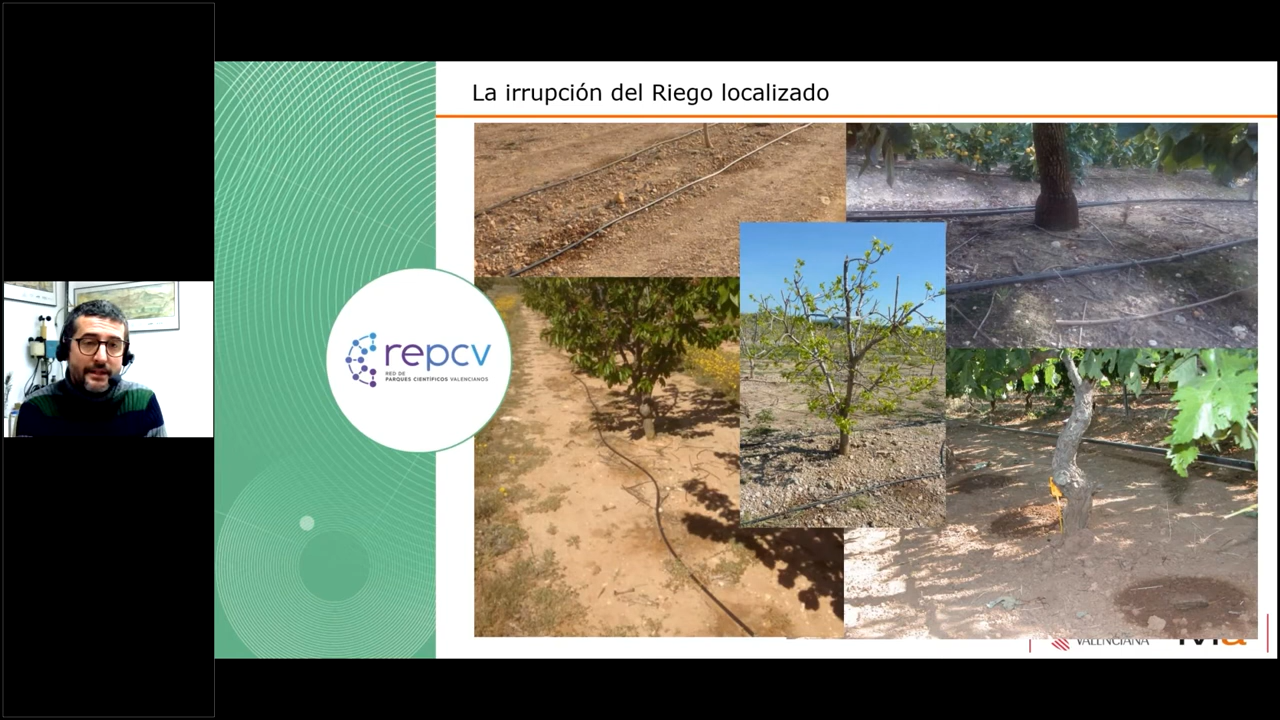 La irrupción del Riego localizado
repcv
RED DE
PARQUES CIENTÍFICOS VALENCIANOS
VALENCIANA